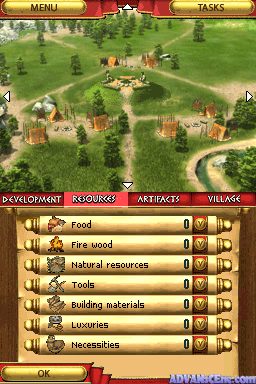 MENU
TASKS
DEVELOPMENT
RESOURCES
ARTIFACTS
VILLAGE
Food 0
Fire wood 0
Natural resources 0
Tools 0
Building materials 0
Luxuries 0
Necessities 0
OK
ADVANSCEne.com